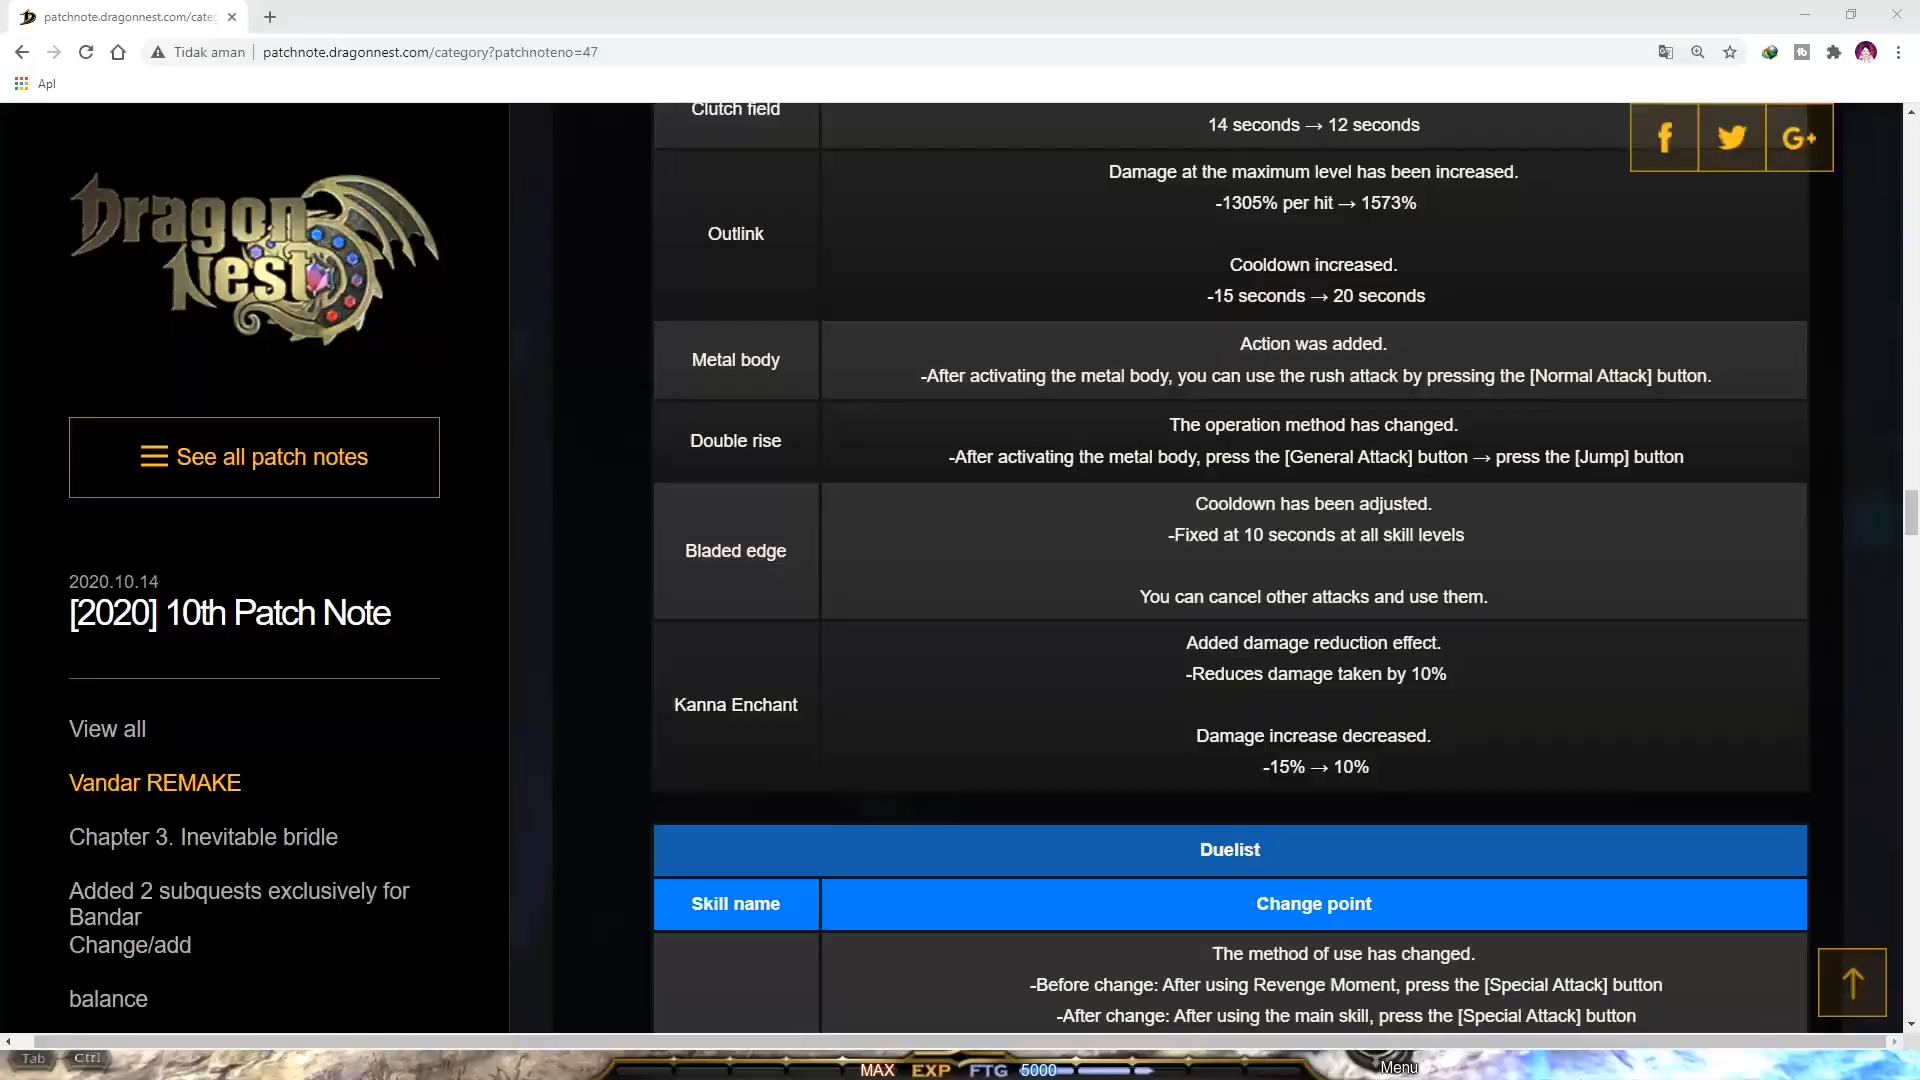 patchnote.dragonnest.com/cate
Tidak aman
patchnote.dragonnest.com/category?patchnoteno=47
Apl
Dragon
Nest
See all patch notes
2020.10.14
[2020] 10th Patch Note
View all
Vandar REMAKE
Chapter 3. Inevitable bridle
Added 2 subquests exclusively for
Bandar
Change/add
balance
Clutch field
14 seconds → 12 seconds
Outlink
Damage at the maximum level has been increased.
-1305% per hit → 1573%
Cooldown increased.
-15 seconds → 20 seconds
Metal body
Action was added.
-After activating the metal body, you can use the rush attack by pressing the [Normal Attack] button.
Double rise
The operation method has changed.
-After activating the metal body, press the [General Attack] button → press the [Jump] button
Bladed edge
Cooldown has been adjusted.
-Fixed at 10 seconds at all skill levels
You can cancel other attacks and use them.
Kanna Enchant
Added damage reduction effect.
-Reduces damage taken by 10%
Damage increase decreased.
-15% → 10%
Duelist
Skill name
Change point
The method of use has changed.
-Before change: After using Revenge Moment, press the [Special Attack] button
-After change: After using the main skill, press the [Special Attack] button
f
G+
Tab
Ctrl
MAX EXP FTG 5000
Menu